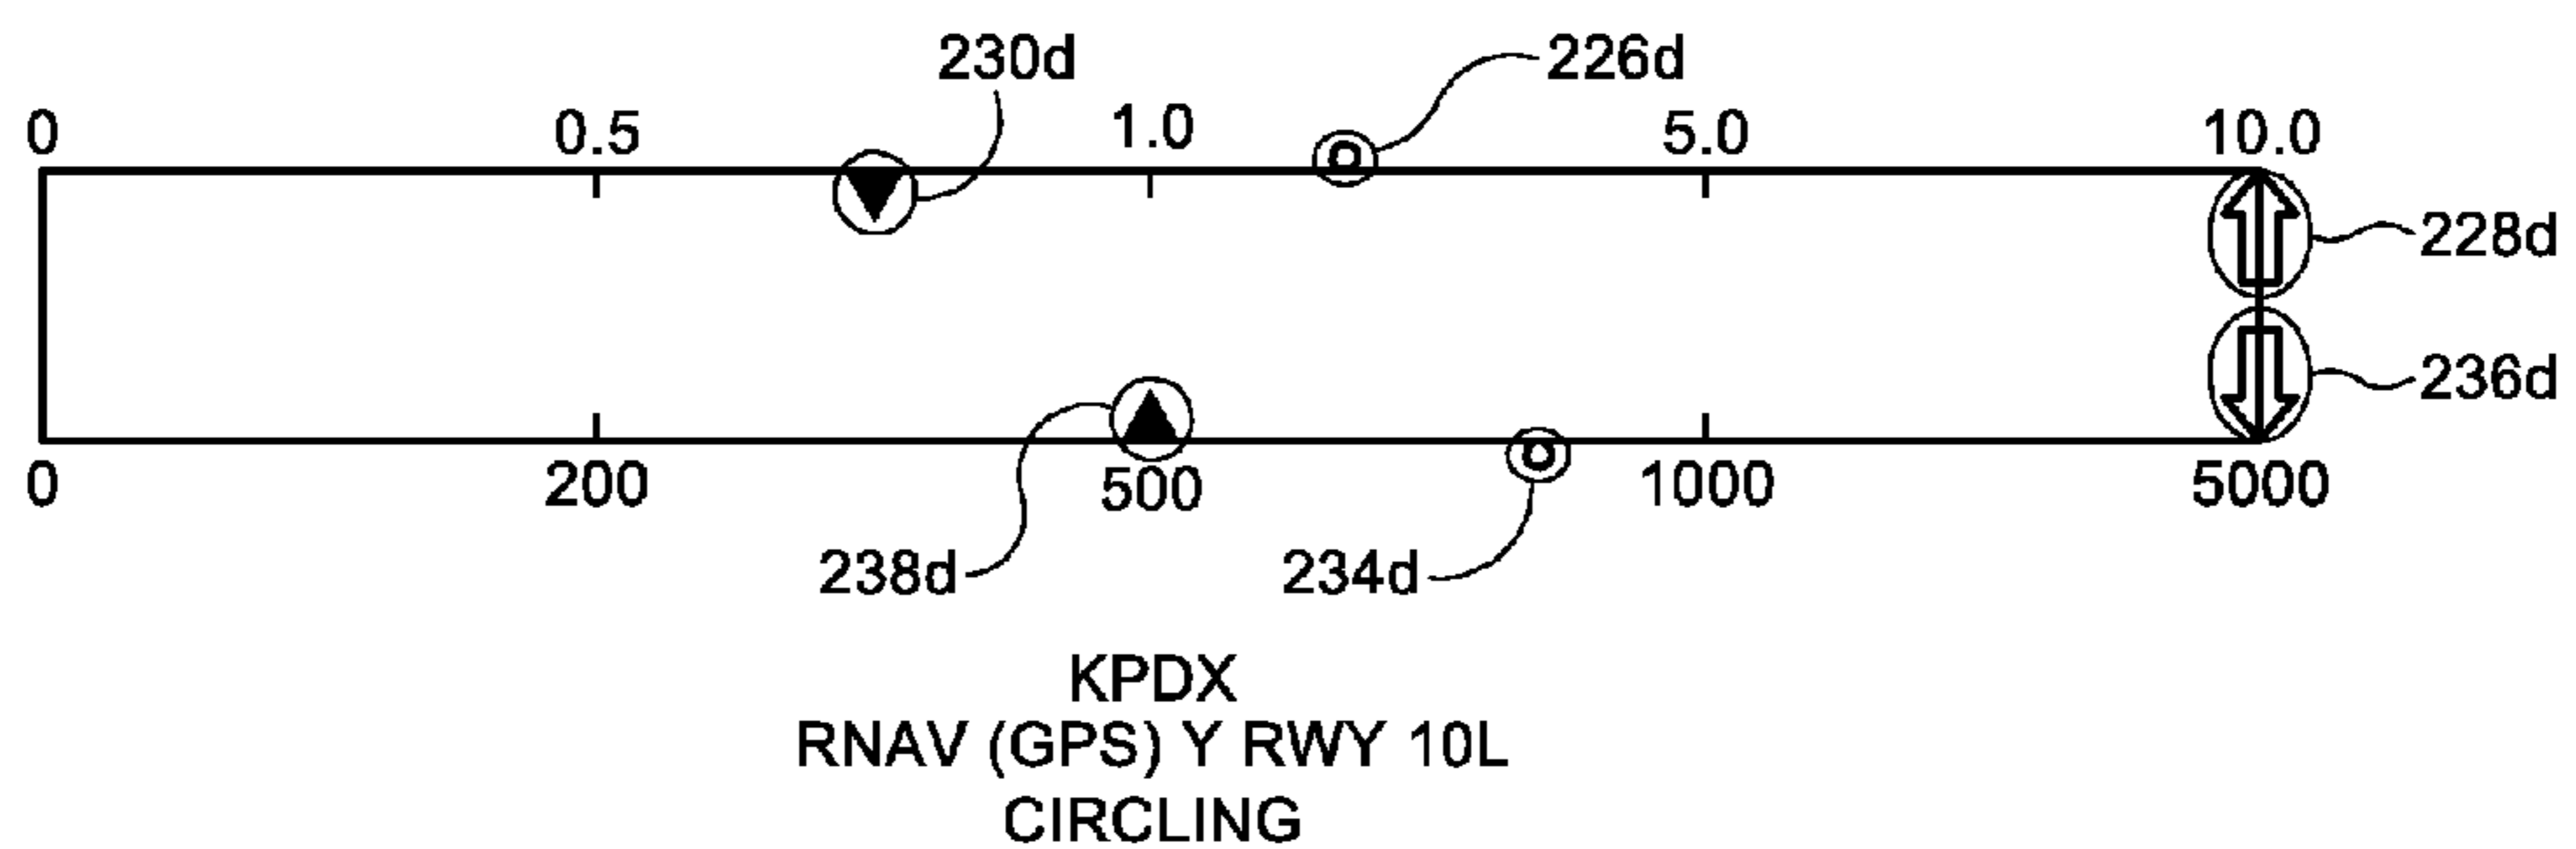 230d 226d
0 0.5 1.0 5.0 10.0
228d
236d
0 200 500 1000 5000
238d 234d
KPDX
RNAV (GPS) Y RWY 10L
CIRCLING